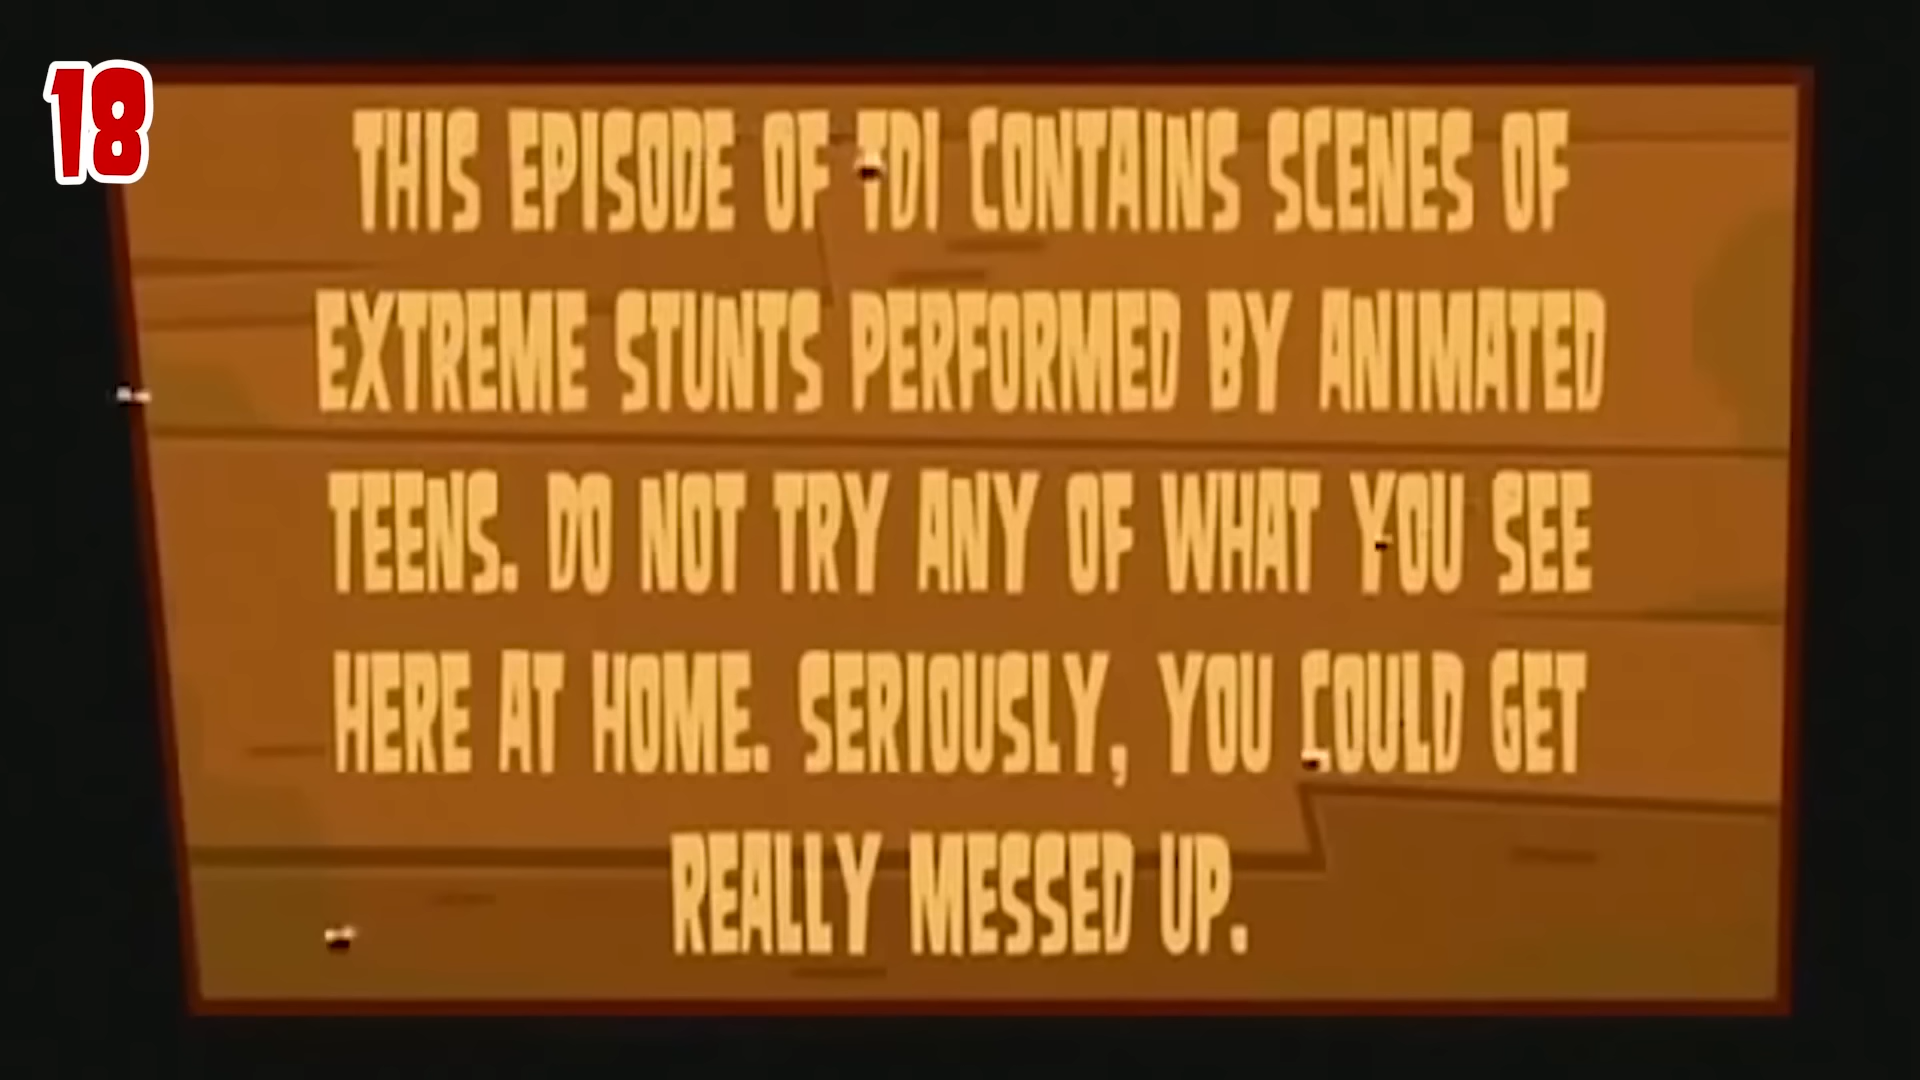 18
THIS EPISODE OF TDI CONTAINS SCENES OF
EXTREME STUNTS PERFORMED BY ANIMATED
TEENS. DO NOT TRY ANY OF WHAT YOU SEE
HERE AT HOME. SERIOUSLY, YOU COULD GET
REALLY MESSED UP.